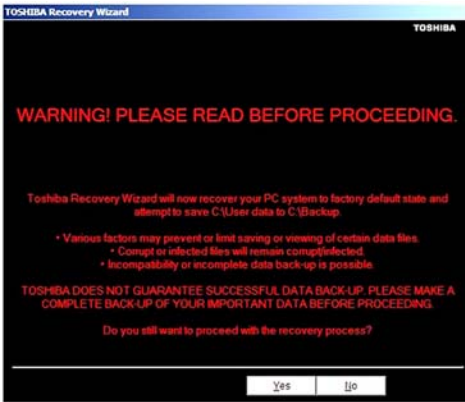 TOSHIBA Recovery Wizard
TOSHIBA
WARNING! PLEASE READ BEFORE PROCEEDING.
Toshiba Recovery Wizard will now recover your PC system to factory default state and
attempt to save C:\User data to C:\Backup.
• Various factors may prevent or limit saving or viewing of certain data files.
• Corrupt or infected files will remain corrupt/infected.
• Incompatibility or incomplete data back-up is possible.
TOSHIBA DOES NOT GUARANTEE SUCCESSFUL DATA BACK-UP. PLEASE MAKE A
COMPLETE BACK-UP OF YOUR IMPORTANT DATA BEFORE PROCEEDING.
Do you still want to proceed with the recovery process?
Yes No